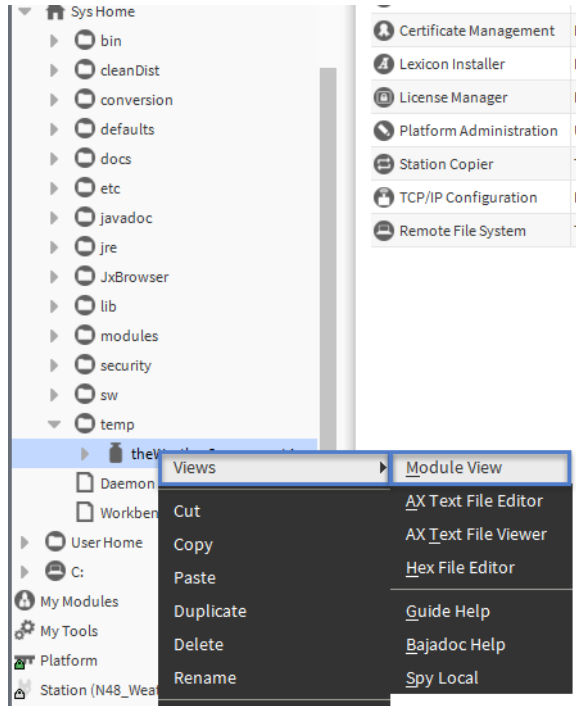 Sys Home
bin
cleanDist
conversion
defaults
docs
etc
javadoc
jre
JxBrowser
lib
modules
security
sw
temp
Daemon
User Home
C:
My Modules
My Tools
Platform
Station (N48_Weat
Certificate Management
Lexicon Installer
License Manager
Platform Administration
Station Copier
TCP/IP Configuration
Remote File System
Views
Cut
Copy
Paste
Duplicate
Delete
Rename
Module View
AX Text File Editor
AX Text File Viewer
Hex File Editor
Guide Help
Bajadoc Help
Spy Local